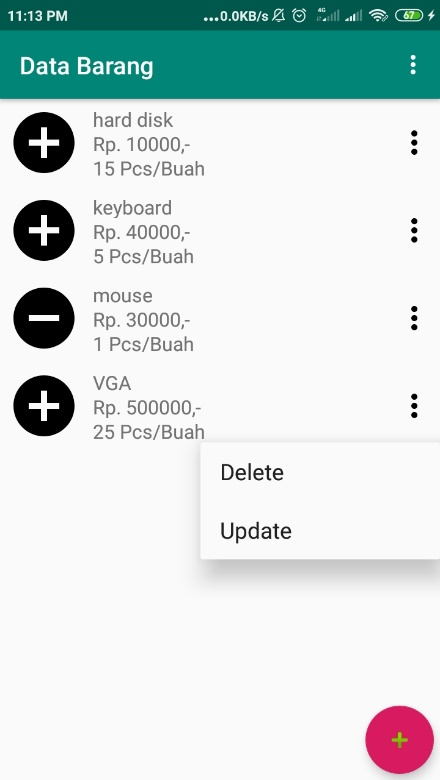 11:13 PM ...0.0KB/s 4G 67
Data Barang
hard disk
Rp. 10000,-
15 Pcs/Buah
keyboard
Rp. 40000,-
5 Pcs/Buah
mouse
Rp. 30000,-
1 Pcs/Buah
VGA
Rp. 500000,-
25 Pcs/Buah
Delete
Update